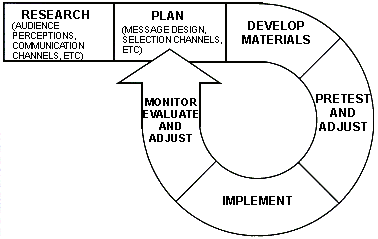 RESEARCH
(AUDIENCE
PERCEPTIONS,
COMMUNICATION
CHANNELS, ETC)
PLAN
(MESSAGE DESIGN,
SELECTION CHANNELS,
ETC)
DEVELOP
MATERIALS
PRETEST
AND
ADJUST
IMPLEMENT
MONITOR
EVALUATE
AND
ADJUST